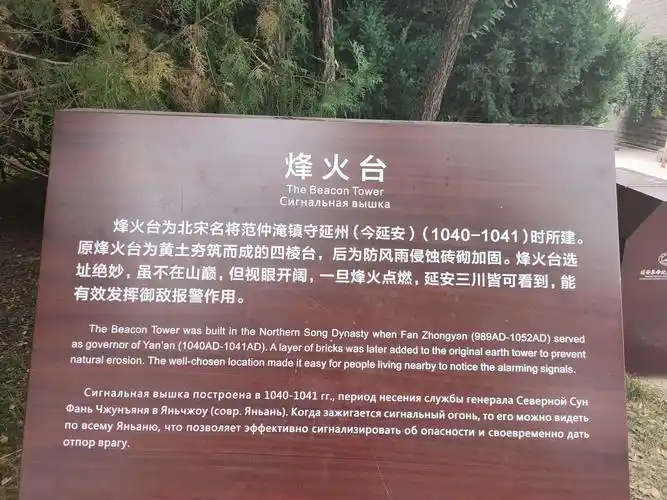 烽火台
The Beacon Tower
Сигнальная вышка
烽火台为北宋名将范仲淹镇守延州（今延安）（1040-1041）时所建。
原烽火台为黄土夯筑而成的四棱台，后为防风雨侵蚀砖砌加固。烽火台选
址绝妙，虽不在山巅，但视眼开阔，一旦烽火点燃，延安三川皆可看到，能
有效发挥御敌报警作用。
The Beacon Tower was built in the Northern Song Dynasty when Fan Zhongyan (989AD-1052AD) served
as governor of Yan'an (1040AD-1041AD). A layer of bricks was later added to the original earth tower to prevent
natural erosion. The well-chosen location made it easy for people living nearby to notice the alarming signals.
Сигнальная вышка построена в 1040-1041 гг., период несения службы генерала Северной Сун
Фань Чжунъяня в Яньчжоу (совр. Яньань). Когда зажигается сигнальный огонь, то его можно видеть
по всему Яньаню, что позволяет эффективно сигнализировать об опасности и своевременно дать
отпор врагу.